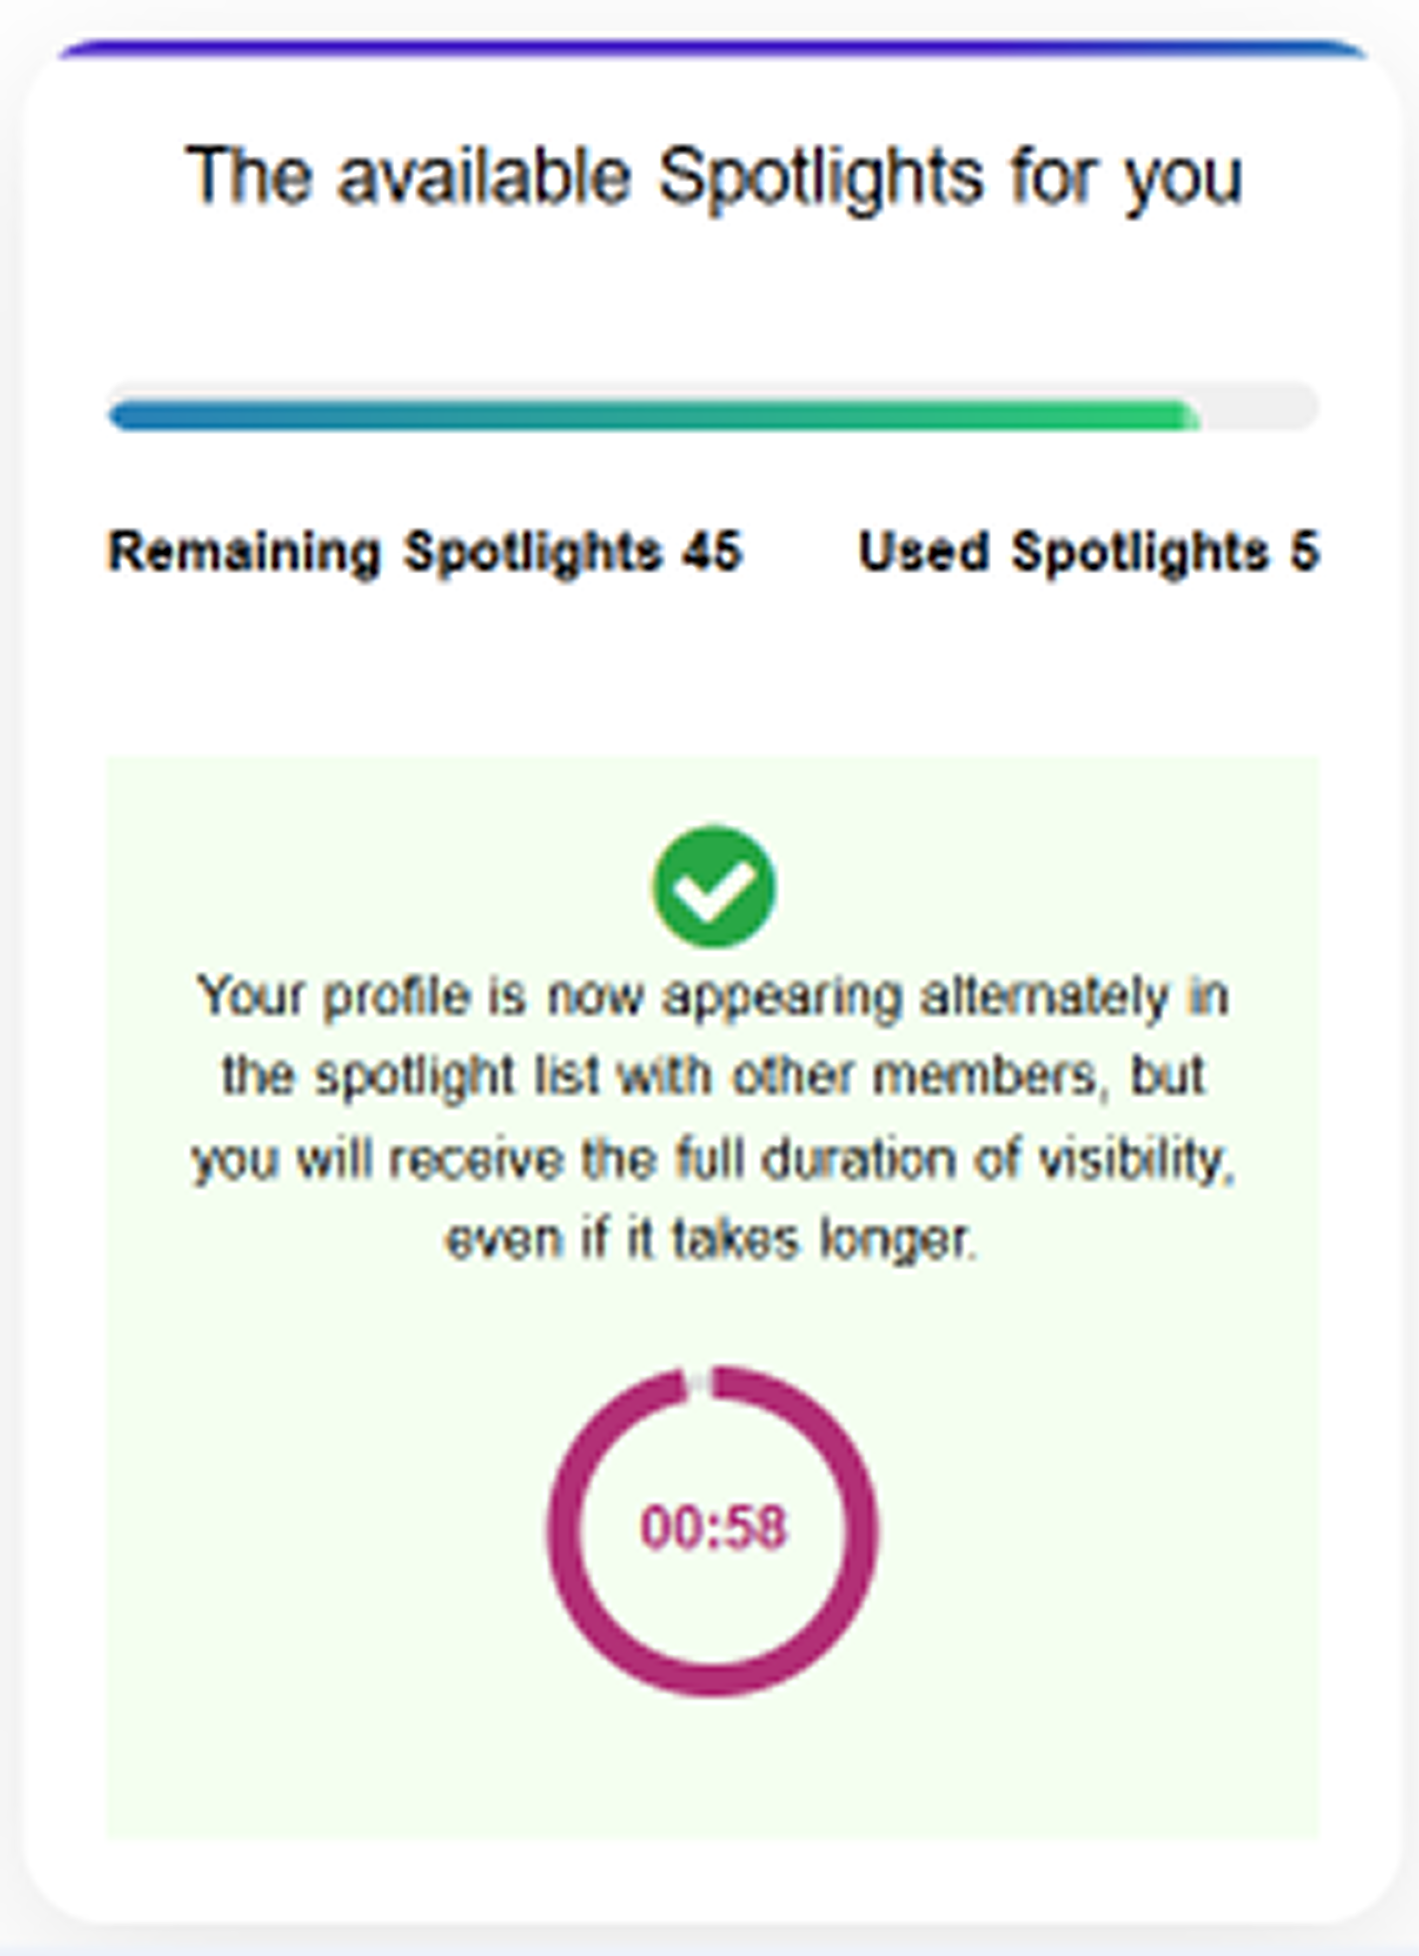 The available Spotlights for you
Remaining Spotlights 45 Used Spotlights 5
Your profile is now appearing alternately in
the spotlight list with other members, but
you will receive the full duration of visibility,
even if it takes longer.
00:58